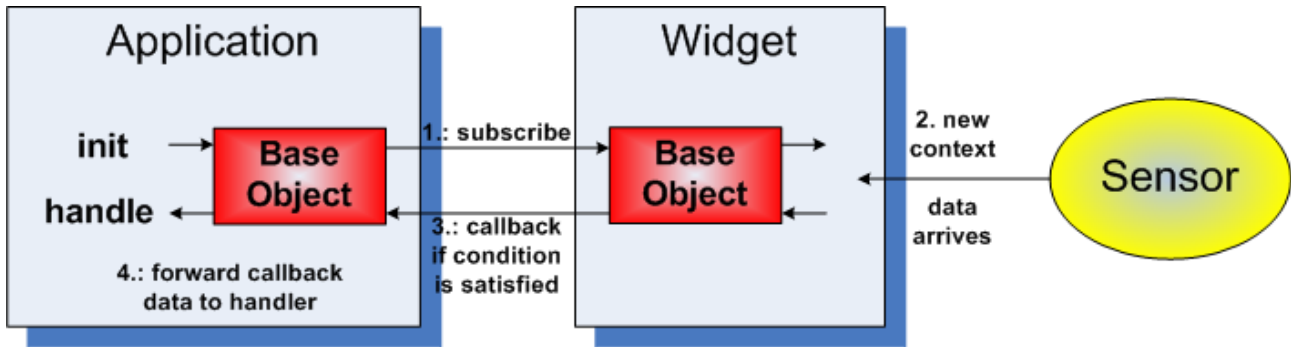 Application
init
handle
Base
Object
4.: forward callback
data to handler
1.: subscribe
3.: callback
if condition
is satisfied
Widget
Base
Object
2. new
context
data
arrives
Sensor